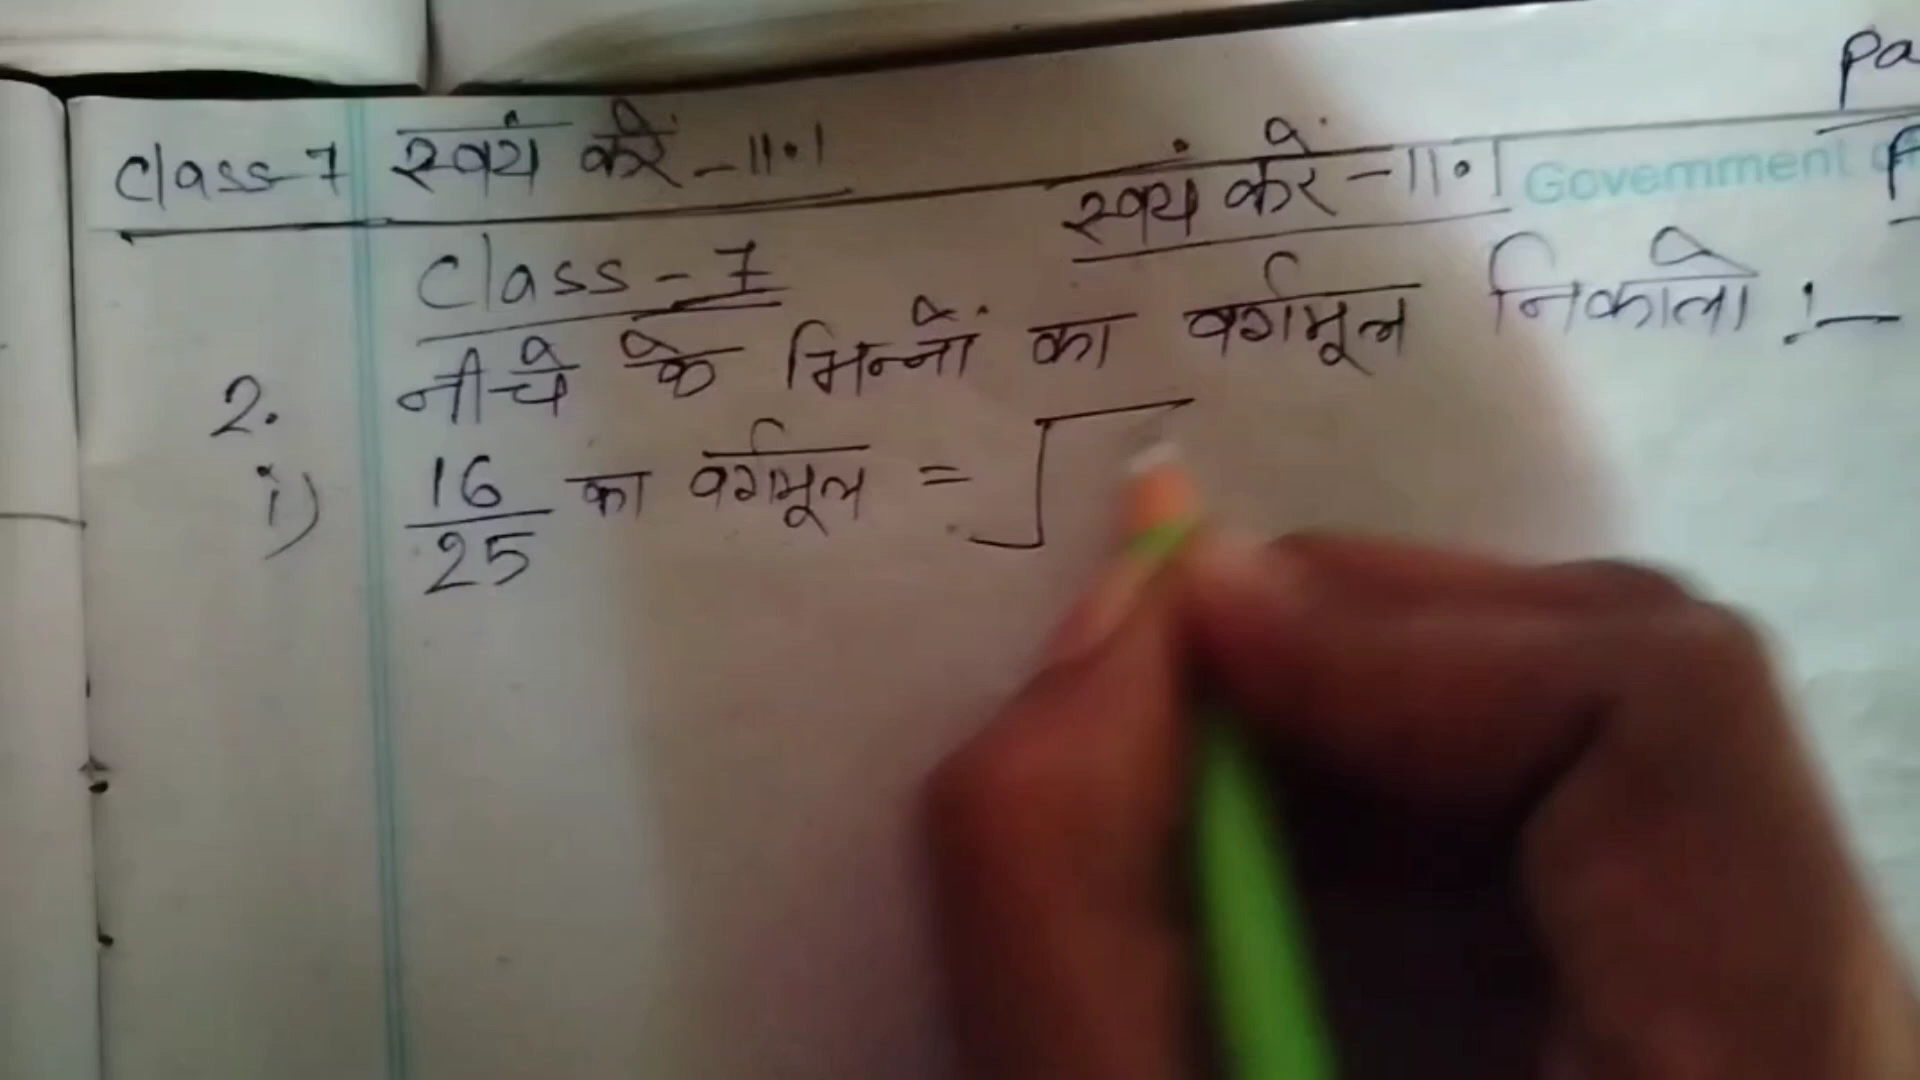 Class-7 स्वयं करें-11.1
स्वयं करें-11.1
Government
Class-7
2. नीचे के भिन्नों का वर्गमूल निकालो :-
i) 16/25 का वर्गमूल = √